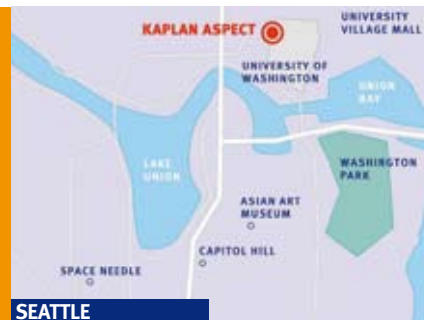 UNIVERSITY
VILLAGE MALL
KAPLAN ASPECT
UNIVERSITY OF
WASHINGTON
UNION
BAY
LAKE
UNION
WASHINGTON
PARK
ASIAN ART
MUSEUM
CAPITOL HILL
SPACE NEEDLE
SEATTLE